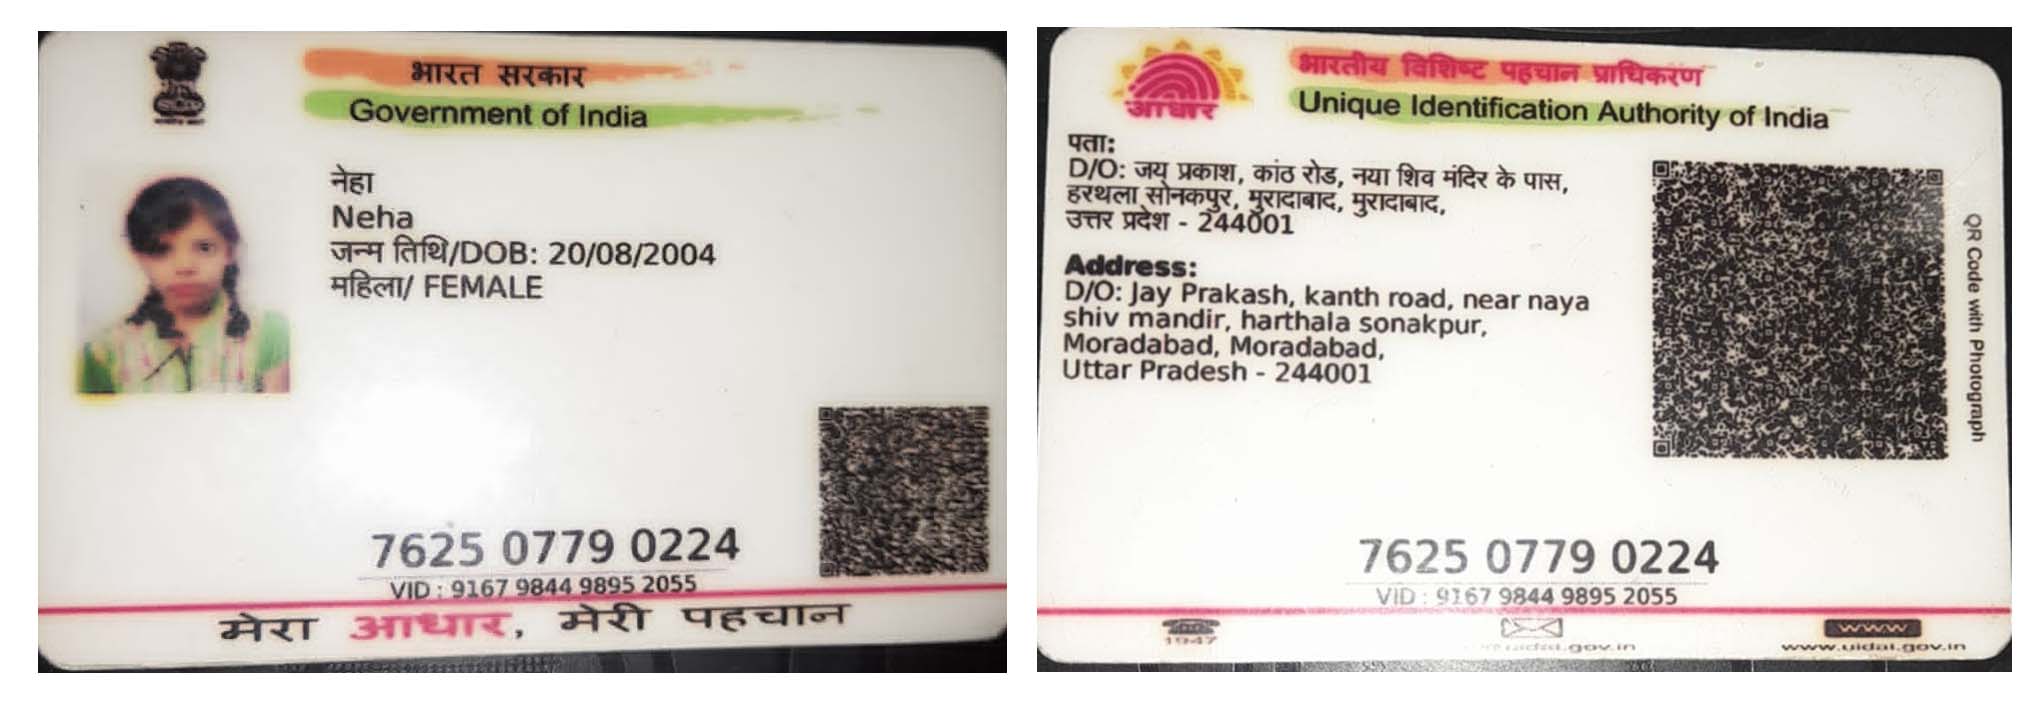 भारत सरकार
Government of India
नेहा
Neha
जन्म तिथि/DOB: 20/08/2004
महिला/ FEMALE
7625 0779 0224
VID : 9167 9844 9895 2055
मेरा आधार, मेरी पहचान
आधार
भारतीय विशिष्ट पहचान प्राधिकरण
Unique Identification Authority of India
पता:
D/O: जय प्रकाश, कांठ रोड, नया शिव मंदिर के पास,
हरथला सोनकपुर, मुरादाबाद, मुरादाबाद,
उत्तर प्रदेश - 244001
Address:
D/O: Jay Prakash, kanth road, near naya
shiv mandir, harthala sonakpur,
Moradabad, Moradabad,
Uttar Pradesh - 244001
QR Code with Photograph
7625 0779 0224
VID : 9167 9844 9895 2055
1947
www
www.uidai.gov.in